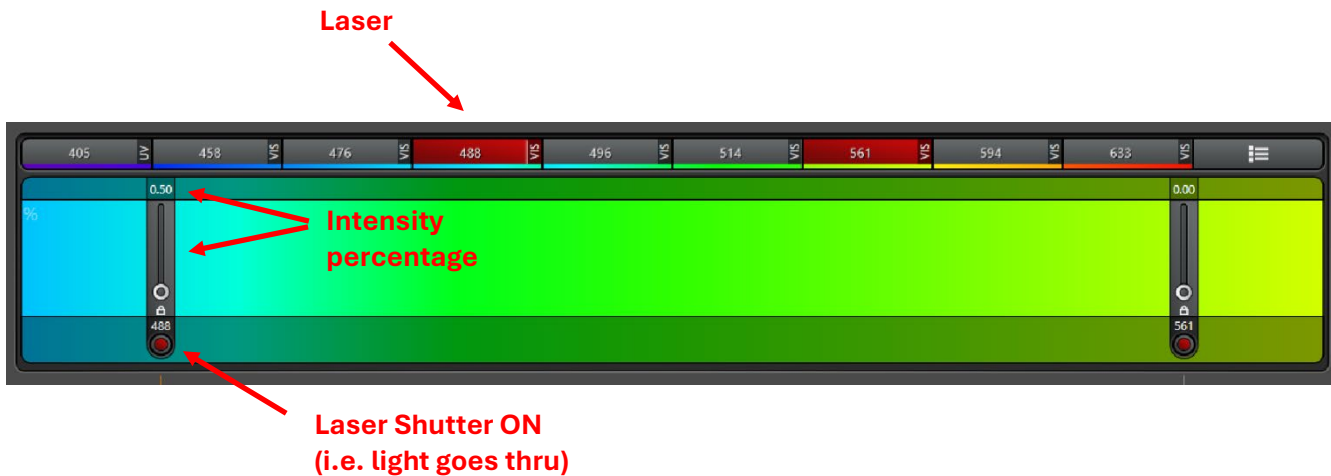 Laser
405 UV 458 VIS 476 VIS 488 VIS 496 VIS 514 VIS 561 VIS 594 VIS 633 VIS
0.50 0.00
%
Intensity
percentage
488 561
Laser Shutter ON
(i.e. light goes thru)